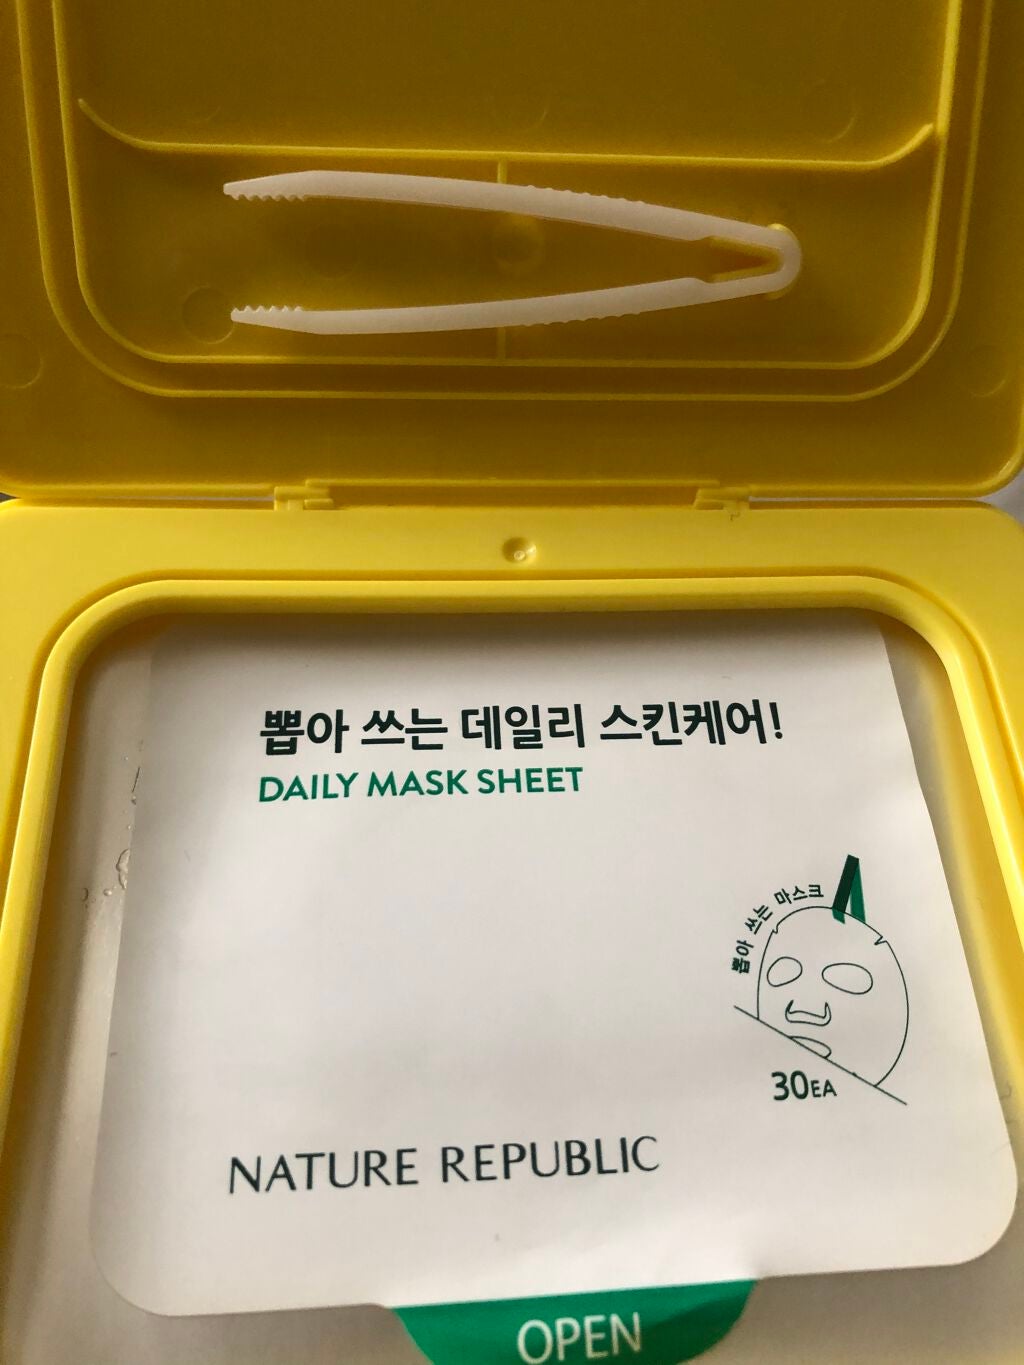 뽑아 쓰는 데일리 스킨케어!
DAILY MASK SHEET
뽑아 쓰는 마스크
30EA
NATURE REPUBLIC
OPEN